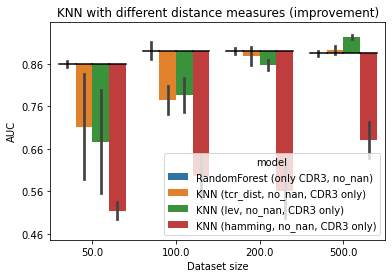 KNN with different distance measures (improvement)
AUC
0.86
0.76
0.66
0.56
0.46
model
RandomForest (only CDR3, no_nan)
KNN (tcr_dist, no_nan, CDR3 only)
KNN (lev, no_nan, CDR3 only)
KNN (hamming, no_nan, CDR3 only)
50.0 100.0 200.0 500.0
Dataset size